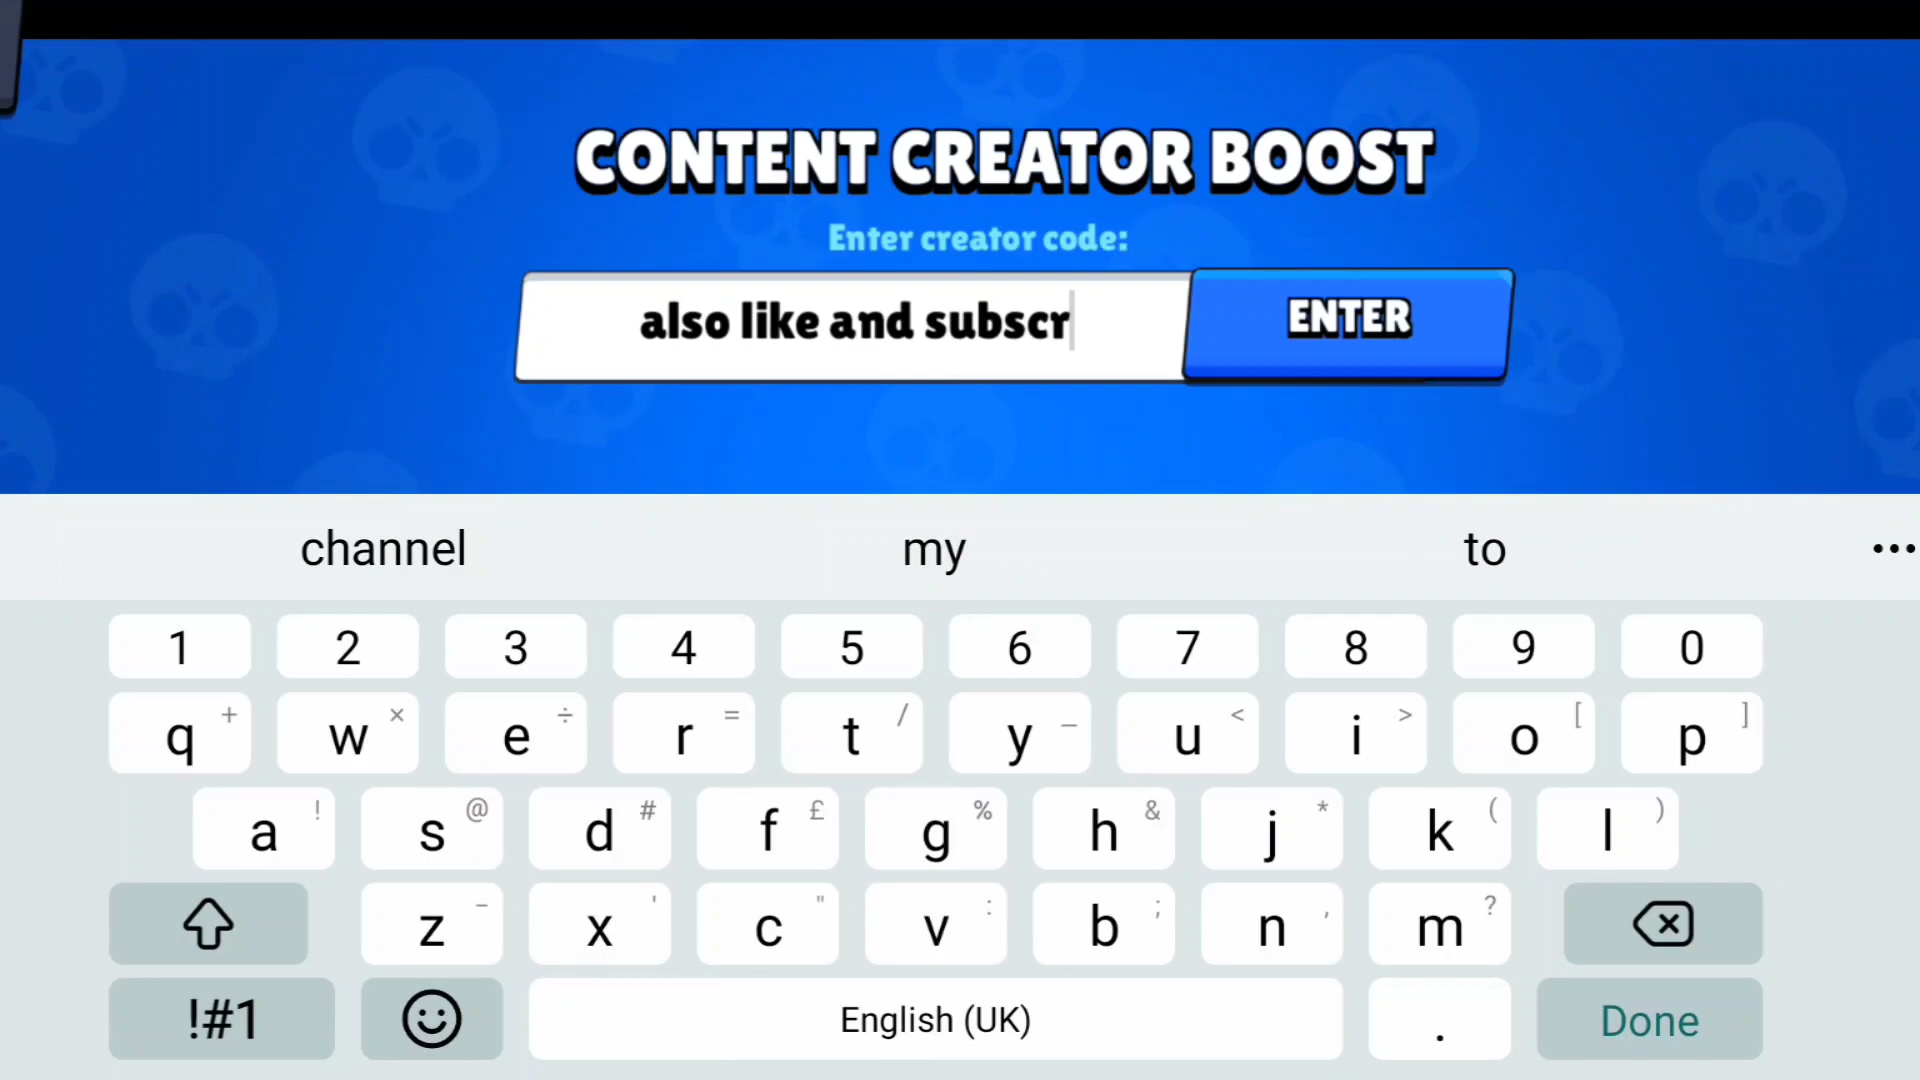 CONTENT CREATOR BOOST
Enter creator code:
also like and subscr
ENTER
channel my to •••
1 2 3 4 5 6 7 8 9 0
q + w × e ÷ r = t / y _ u < i > o [ p ]
a ! s @ d # f £ g % h & j * k ( l )
z - x ' c " v : b ; n , m ?
!#1 English (UK) . Done